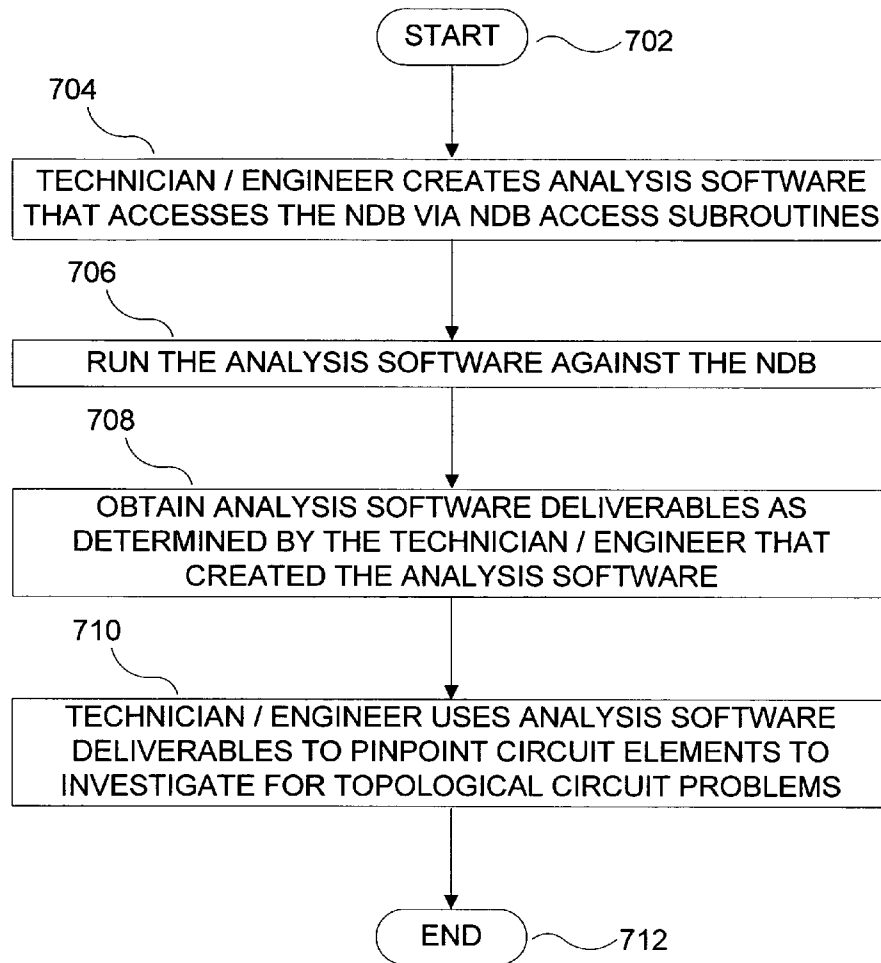 START
702
704
TECHNICIAN / ENGINEER CREATES ANALYSIS SOFTWARE
THAT ACCESSES THE NDB VIA NDB ACCESS SUBROUTINES
706
RUN THE ANALYSIS SOFTWARE AGAINST THE NDB
708
OBTAIN ANALYSIS SOFTWARE DELIVERABLES AS
DETERMINED BY THE TECHNICIAN / ENGINEER THAT
CREATED THE ANALYSIS SOFTWARE
710
TECHNICIAN / ENGINEER USES ANALYSIS SOFTWARE
DELIVERABLES TO PINPOINT CIRCUIT ELEMENTS TO
INVESTIGATE FOR TOPOLOGICAL CIRCUIT PROBLEMS
END
712